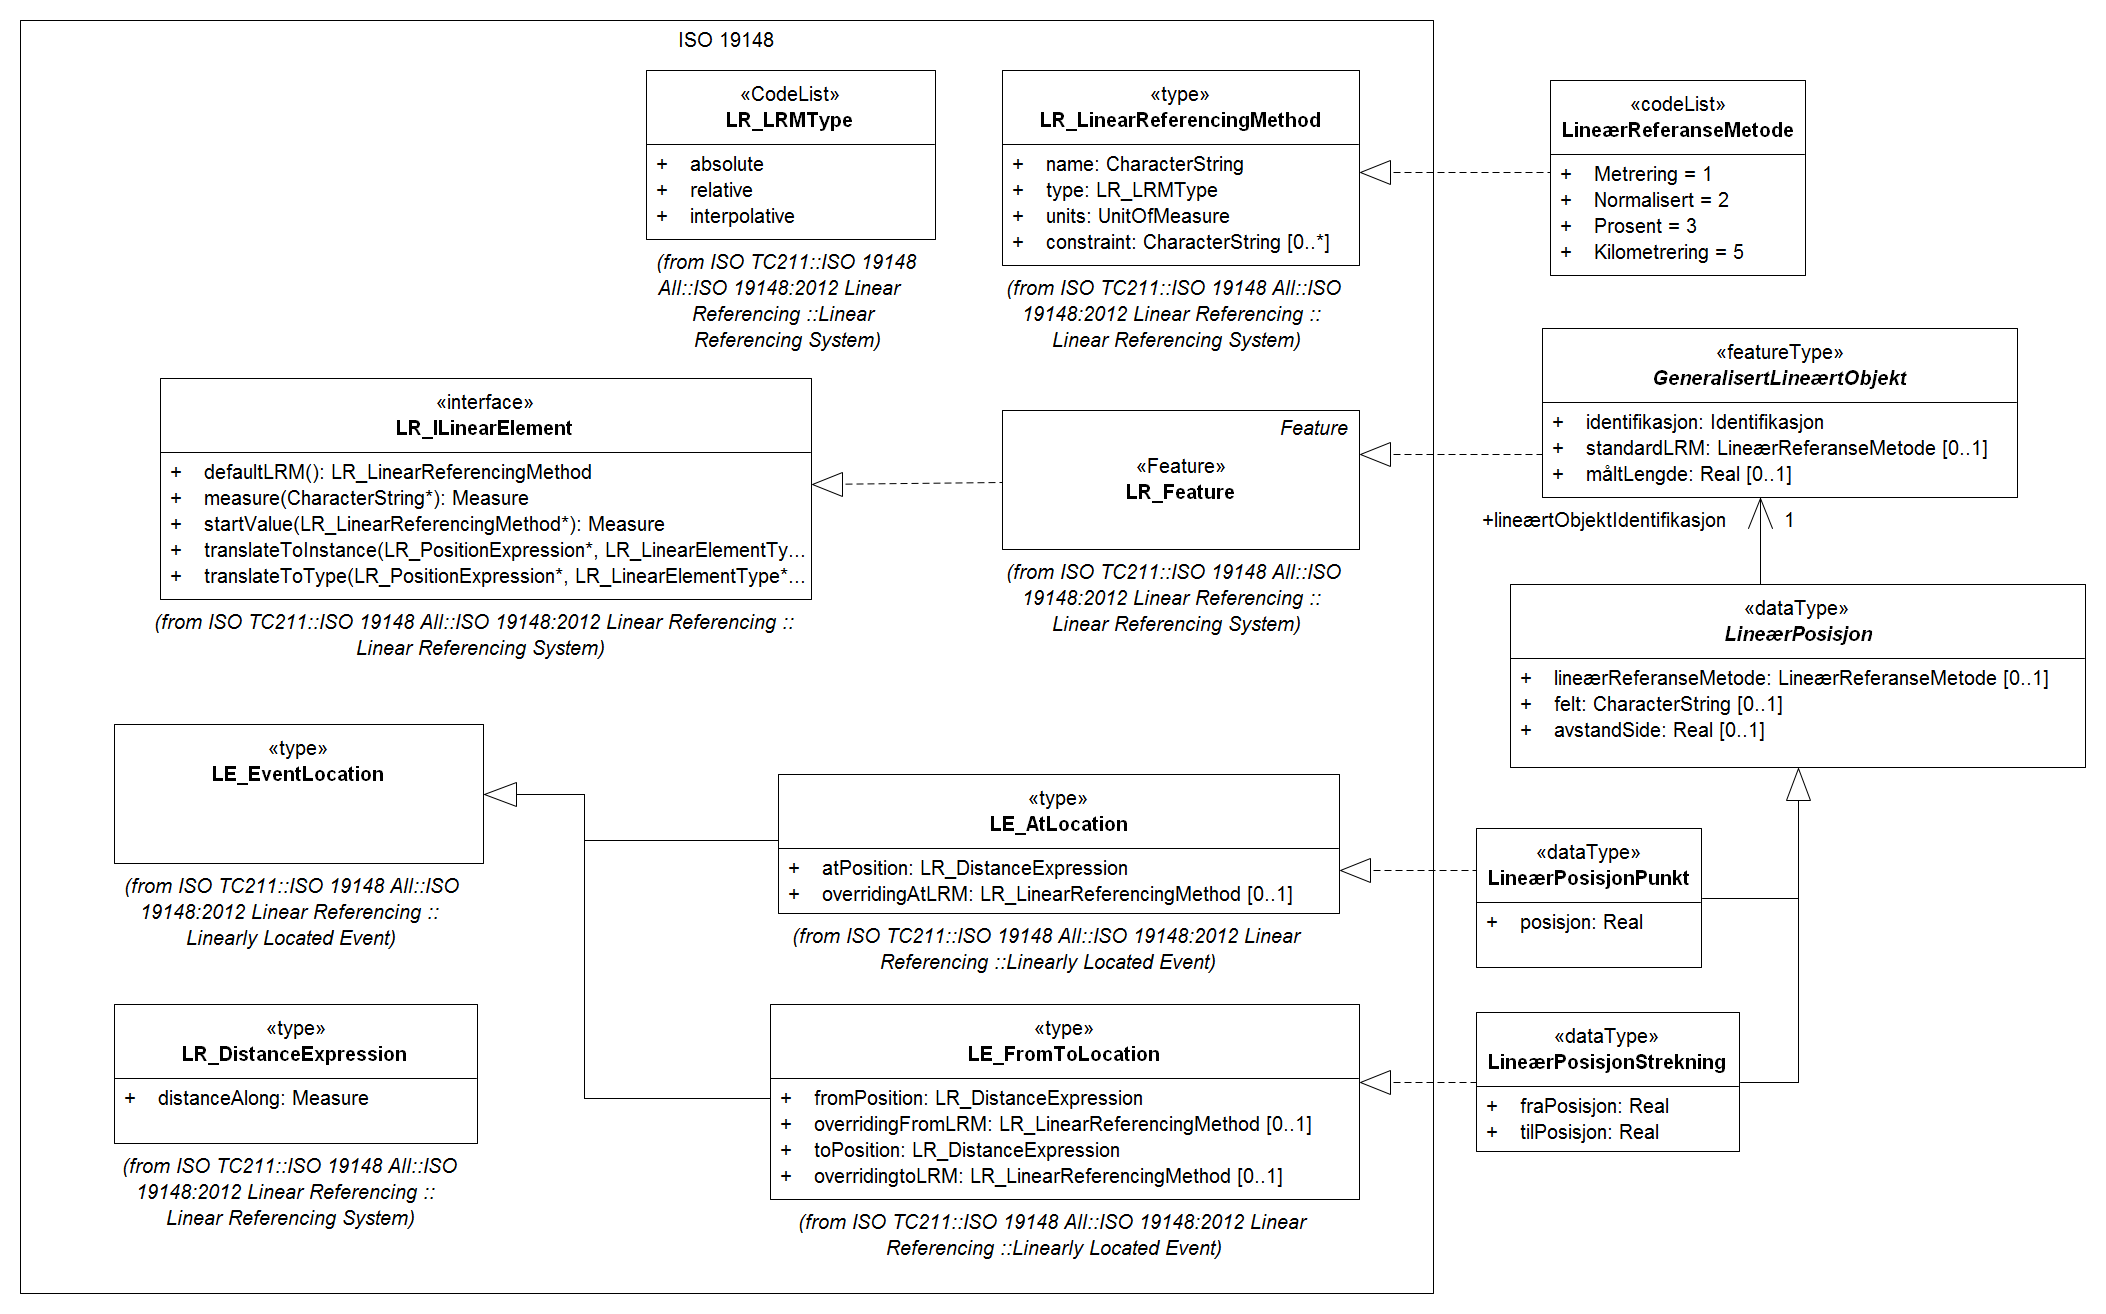 ISO 19148
«CodeList»
LR_LRMType
+ absolute
+ relative
+ interpolative
(from ISO TC211::ISO 19148
All::ISO 19148:2012 Linear
Referencing ::Linear
Referencing System)
«type»
LR_LinearReferencingMethod
+ name: CharacterString
+ type: LR_LRMType
+ units: UnitOfMeasure
+ constraint: CharacterString [0..*]
(from ISO TC211::ISO 19148 All::ISO
19148:2012 Linear Referencing ::
Linear Referencing System)
«codeList»
LineærReferanseMetode
+ Metrering = 1
+ Normalisert = 2
+ Prosent = 3
+ Kilometrering = 5
«interface»
LR_ILinearElement
+ defaultLRM(): LR_LinearReferencingMethod
+ measure(CharacterString*): Measure
+ startValue(LR_LinearReferencingMethod*): Measure
+ translateToInstance(LR_PositionExpression*, LR_LinearElementTy...
+ translateToType(LR_PositionExpression*, LR_LinearElementType*...
(from ISO TC211::ISO 19148 All::ISO 19148:2012 Linear Referencing ::
Linear Referencing System)
Feature
«Feature»
LR_Feature
(from ISO TC211::ISO 19148 All::ISO
19148:2012 Linear Referencing ::
Linear Referencing System)
«featureType»
GeneralisertLineærtObjekt
+ identifikasjon: Identifikasjon
+ standardLRM: LineærReferanseMetode [0..1]
+ måltLengde: Real [0..1]
+lineærtObjektIdentifikasjon 1
«dataType»
LineærPosisjon
+ lineærReferanseMetode: LineærReferanseMetode [0..1]
+ felt: CharacterString [0..1]
+ avstandSide: Real [0..1]
«type»
LE_EventLocation
(from ISO TC211::ISO 19148 All::ISO
19148:2012 Linear Referencing ::
Linearly Located Event)
«type»
LE_AtLocation
+ atPosition: LR_DistanceExpression
+ overridingAtLRM: LR_LinearReferencingMethod [0..1]
(from ISO TC211::ISO 19148 All::ISO 19148:2012 Linear
Referencing ::Linearly Located Event)
«dataType»
LineærPosisjonPunkt
+ posisjon: Real
«type»
LR_DistanceExpression
+ distanceAlong: Measure
(from ISO TC211::ISO 19148 All::ISO
19148:2012 Linear Referencing ::
Linear Referencing System)
«type»
LE_FromToLocation
+ fromPosition: LR_DistanceExpression
+ overridingFromLRM: LR_LinearReferencingMethod [0..1]
+ toPosition: LR_DistanceExpression
+ overridingtoLRM: LR_LinearReferencingMethod [0..1]
(from ISO TC211::ISO 19148 All::ISO 19148:2012 Linear
Referencing ::Linearly Located Event)
«dataType»
LineærPosisjonStrekning
+ fraPosisjon: Real
+ tilPosisjon: Real